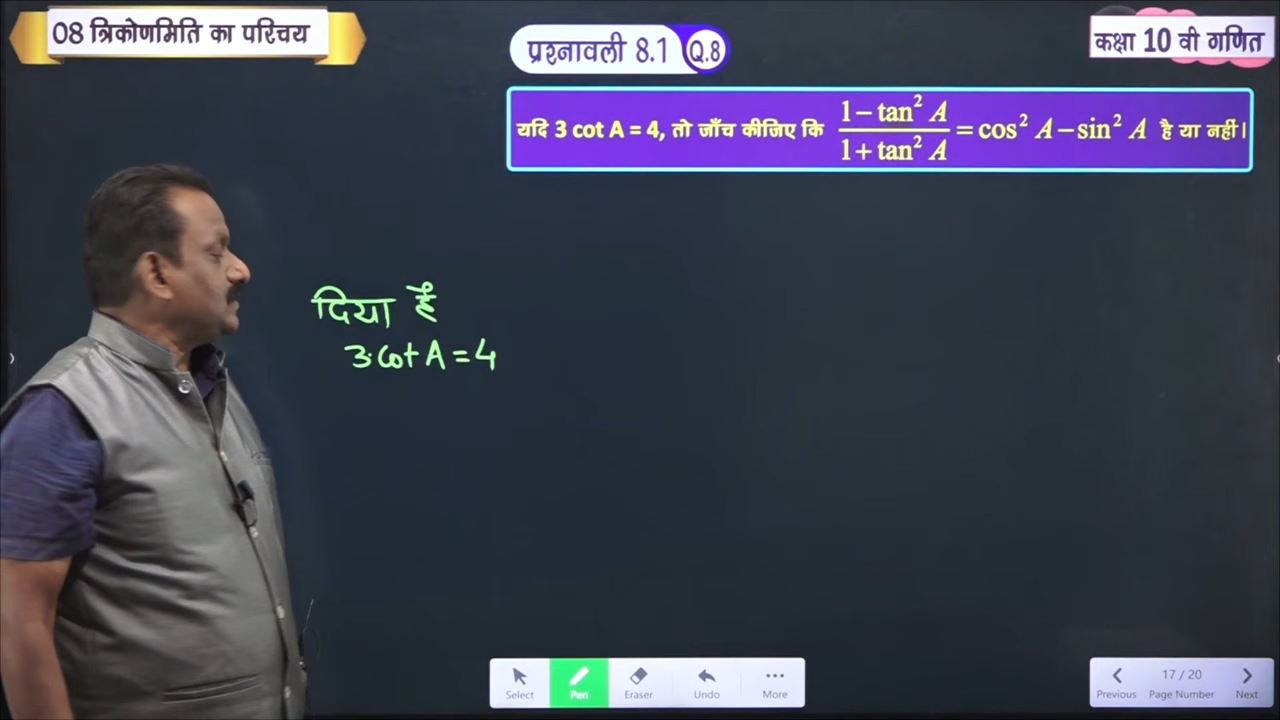 08 त्रिकोणमिति का परिचय
प्रश्नावली 8.1 Q.8
कक्षा 10 वी गणित
यदि 3 cot A = 4, तो जाँच कीजिए कि (1 − tan² A)/(1 + tan² A) = cos² A − sin² A है या नहीं।
दिया है
3·cot A = 4
Select Pen Eraser Undo More
17 / 20
Previous Page Number Next